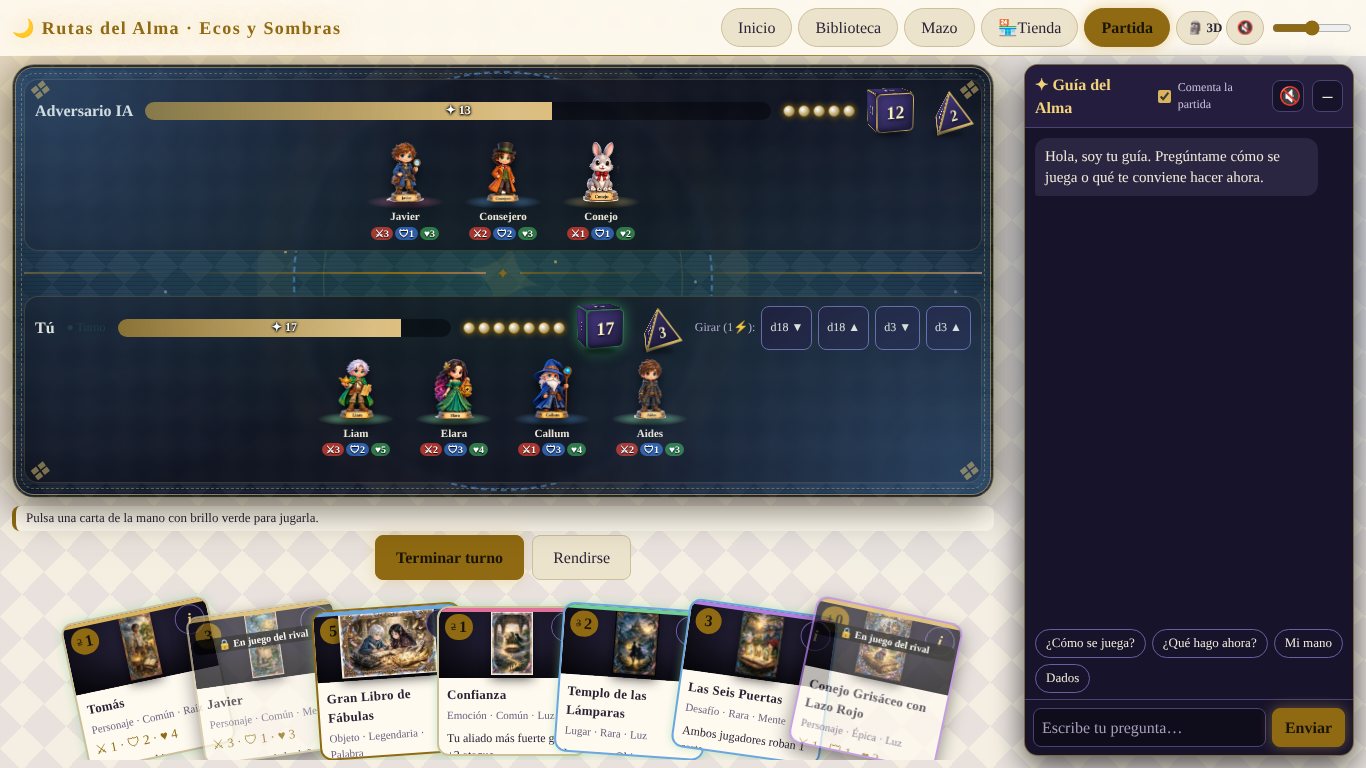 🌙 Rutas del Alma · Ecos y Sombras
Inicio
Biblioteca
Mazo
🏪Tienda
Partida
🗿 3D
🔇
Adversario IA
✦ 13
12
2
Javier
Consejero
Conejo
⚔3 🛡1 ♥3
⚔2 🛡2 ♥3
⚔1 🛡1 ♥2
Tú
● Turno
✦ 17
17
3
Girar (1⚡):
d18 ▼
d18 ▲
d3 ▼
d3 ▲
Liam
Elara
Callum
Aides
⚔3 🛡2 ♥5
⚔2 🛡3 ♥4
⚔1 🛡3 ♥4
⚔2 🛡1 ♥3
Pulsa una carta de la mano con brillo verde para jugarla.
Terminar turno
Rendirse
1
Tomás
Personaje · Común
⚔ 1 · 🛡 2 · ♥ 4
3
🔒 En juego del rival
Javier
Personaje · Común
⚔ 3 · 🛡 1 · ♥ 3
5
Gran Libro de
Fábulas
Objeto · Legendaria ·
Palabra
1
Confianza
Emoción · Común · Luz
Tu aliado más fuerte
2
Templo de las
Lámparas
Lugar · Rara · Luz
3
Las Seis Puertas
Desafío · Rara · Mente
Ambos jugadores roban 1
🔒 En juego del rival
Conejo Grisáceo con
Lazo Rojo
Personaje · Épica · Luz
✦ Guía del
Alma
Comenta la
partida
🔇
–
Hola, soy tu guía. Pregúntame cómo se
juega o qué te conviene hacer ahora.
¿Cómo se juega?
¿Qué hago ahora?
Mi mano
Dados
Escribe tu pregunta…
Enviar